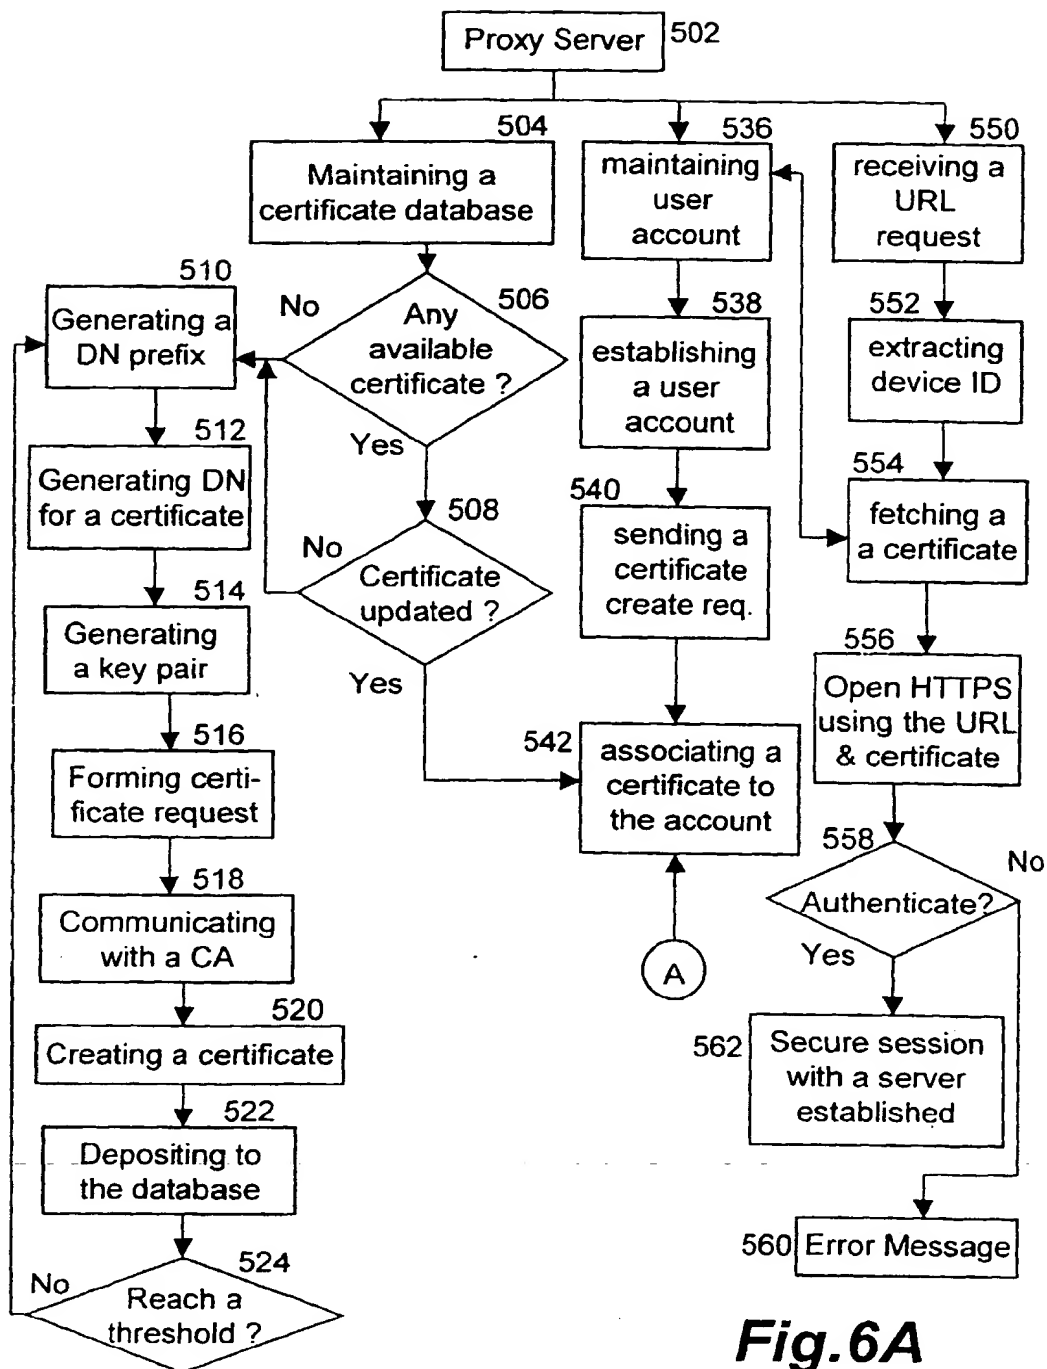 Proxy Server
502
504
Maintaining a
certificate database
536
maintaining
user
account
550
receiving a
URL
request
510
Generating a
DN prefix
No
506
Any
available
certificate ?
Yes
538
establishing
a user
account
552
extracting
device ID
512
Generating DN
for a certificate
508
No
Certificate
updated ?
Yes
540
sending a
certificate
create req.
554
fetching a
a certificate
514
Generating
a key pair
556
Open HTTPS
using the URL
& certificate
516
Forming certi-
ficate request
542
associating a
certificate to
the account
558
No
Authenticate?
Yes
518
Communicating
with a CA
A
520
Creating a certificate
562
Secure session
with a server
established
522
Depositing to
the database
560
Error Message
524
No
Reach a
threshold ?
Fig.6A